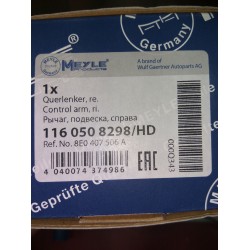 Germany
MEYLE
A brand of
Wulf Gaertner Autoparts AG
1x
Querlenker, re.
Control arm, ri.
Рычаг, подвеска, справа
116 050 8298/HD
Ref. No. 8E0 407 506 A
4 040074 374986
EAC
00002343
Geprüfte